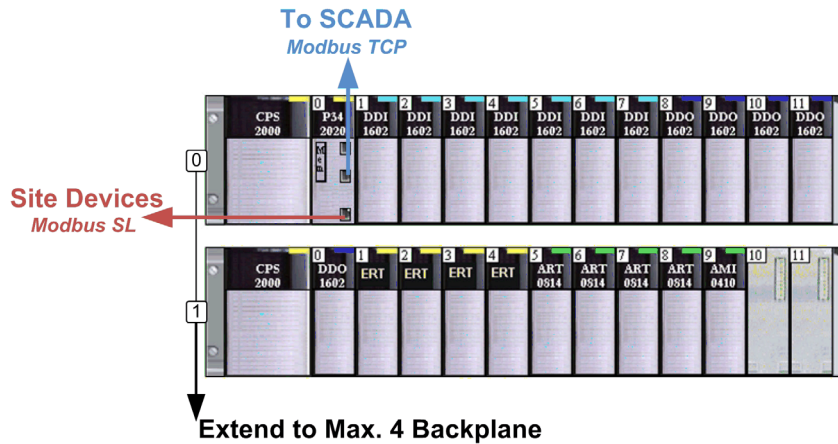 To SCADA
Modbus TCP
0 1 2 3 4 5 6 7 8 9 10 11
CPS P34 DDI DDI DDI DDI DDI DDI DDI DDO DDO DDO DDO
2000 2020 1602 1602 1602 1602 1602 1602 1602 1602 1602 1602 1602
0
Site Devices
Modbus SL
0 1 2 3 4 5 6 7 8 9 10 11
CPS DDO ERT ERT ERT ERT ART ART ART ART AMI
2000 1602 0814 0814 0814 0814 0410
1
Extend to Max. 4 Backplane